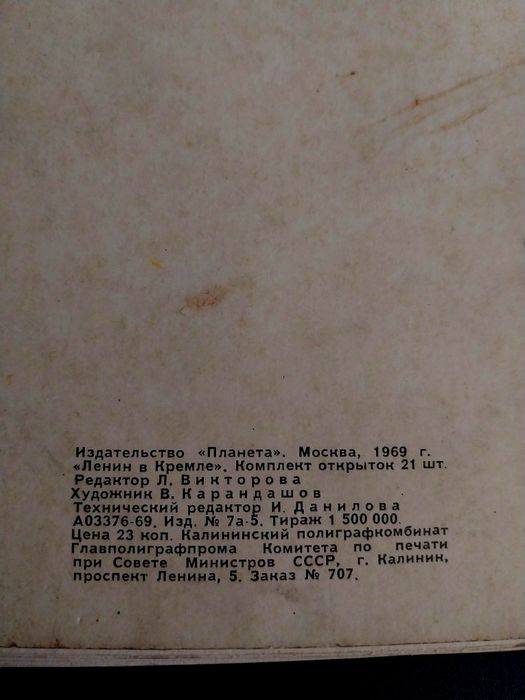 Издательство «Планета». Москва, 1969 г.
«Ленин в Кремле». Комплект открыток 21 шт.
Редактор Л. Викторова
Художник В. Карандашов
Технический редактор И. Данилова
А03376-69. Изд. № 7а-5. Тираж 1 500 000.
Цена 23 коп. Калининский полиграфкомбинат
Главполиграфпрома Комитета по печати
при Совете Министров СССР, г. Калинин,
проспект Ленина, 5. Заказ № 707.